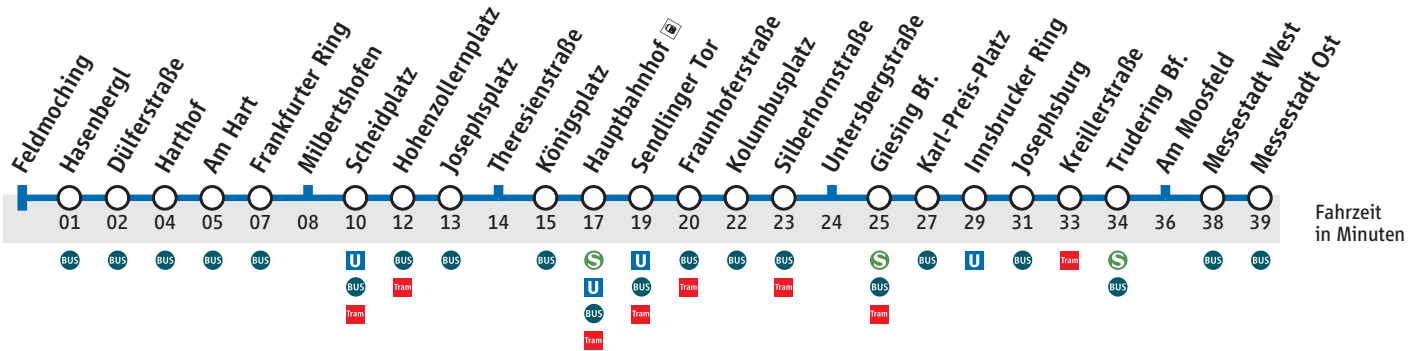 Feldmoching
Hasenbergl
Dülferstraße
Harthof
Am Hart
Frankfurter Ring
Milbertshofen
Scheidplatz
Hohenzollernplatz
Josephsplatz
Theresienstraße
Königsplatz
Hauptbahnhof
Sendlinger Tor
Fraunhoferstraße
Kolumbusplatz
Silberhornstraße
Untersbergstraße
Giesing Bf.
Karl-Preis-Platz
Innsbrucker Ring
Josephsburg
Kreillerstraße
Trudering Bf.
Am Moosfeld
Messestadt West
Messestadt Ost
01 02 04 05 07 08 10 12 13 14 15 17 19 20 22 23 24 25 27 29 31 33 34 36 38 39
Fahrzeit
in Minuten
BUS BUS BUS BUS BUS U BUS BUS BUS S U BUS BUS BUS S BUS U BUS Tram S BUS BUS
BUS Tram U BUS Tram Tram BUS BUS
Tram BUS Tram Tram
Tram